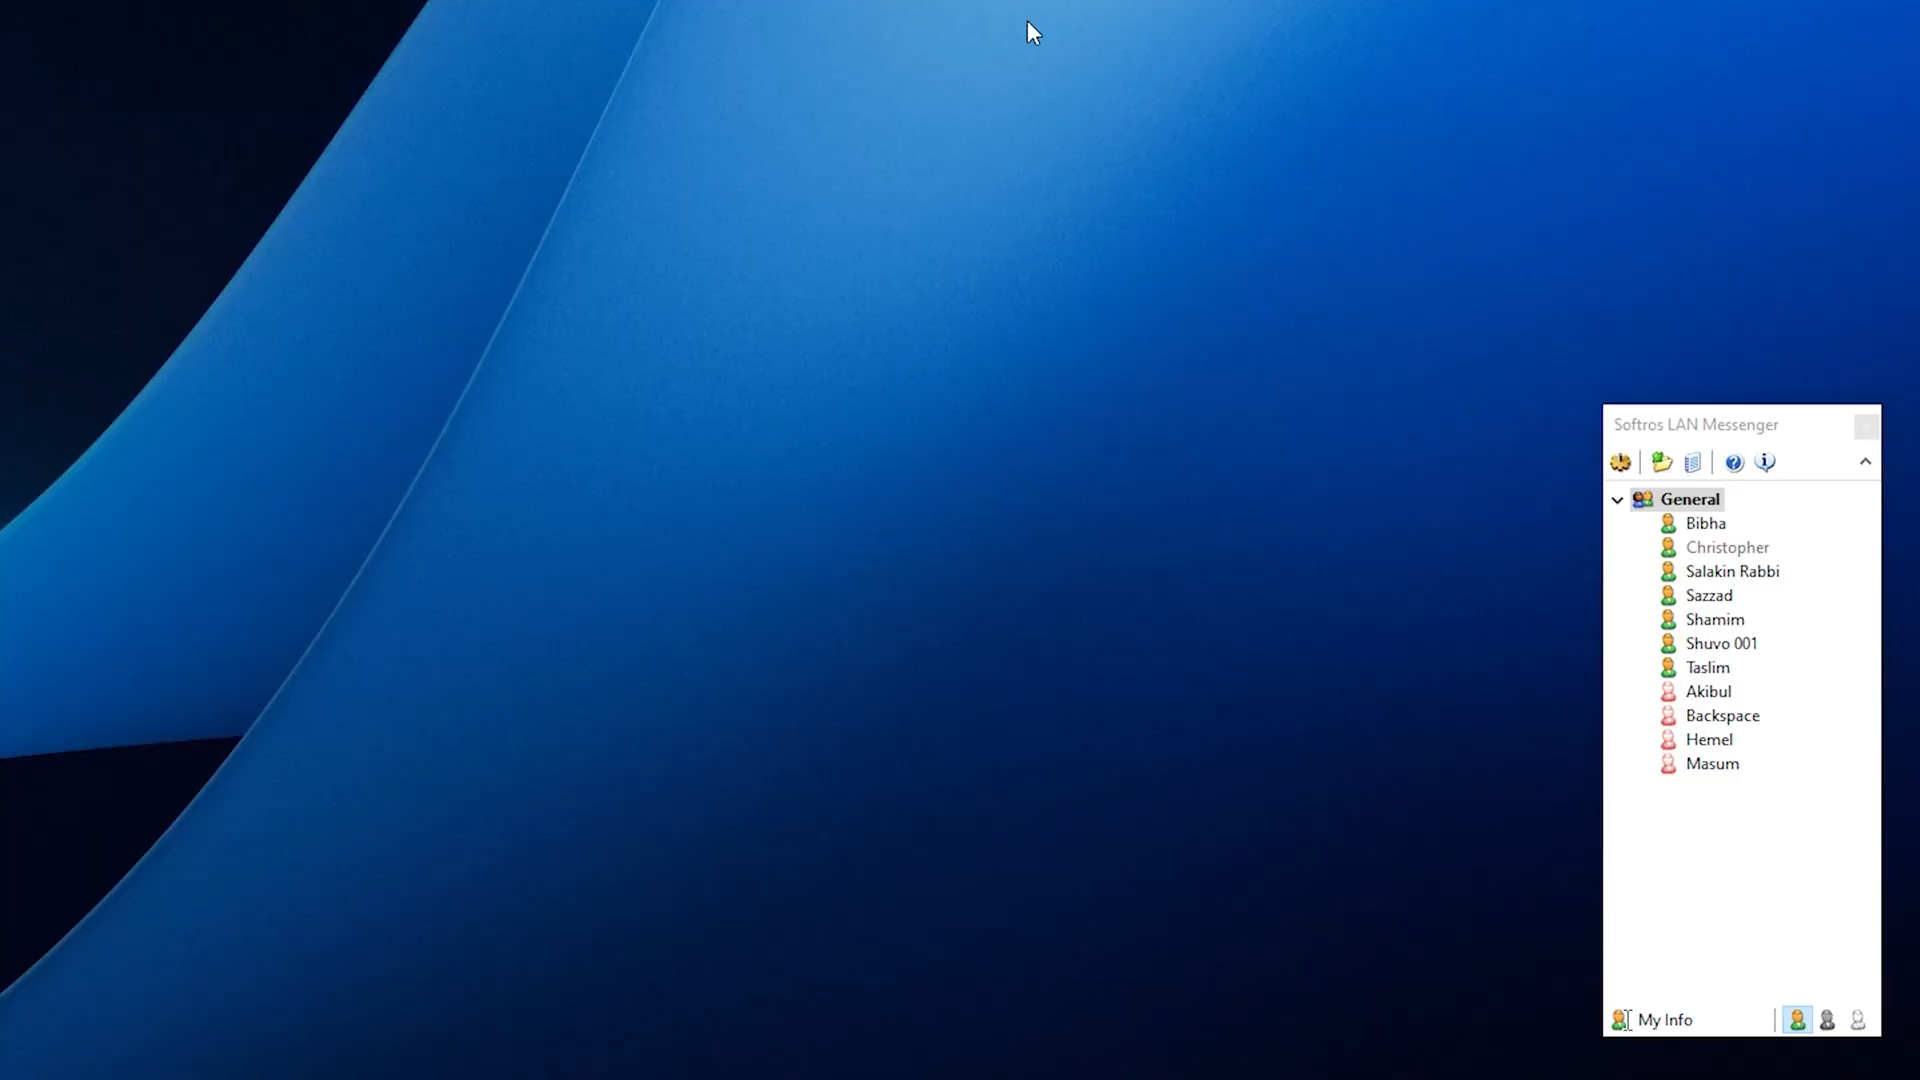 Softros LAN Messenger
General
Bibha
Christopher
Salakin Rabbi
Sazzad
Shamim
Shuvo 001
Taslim
Akibul
Backspace
Hemel
Masum
My Info